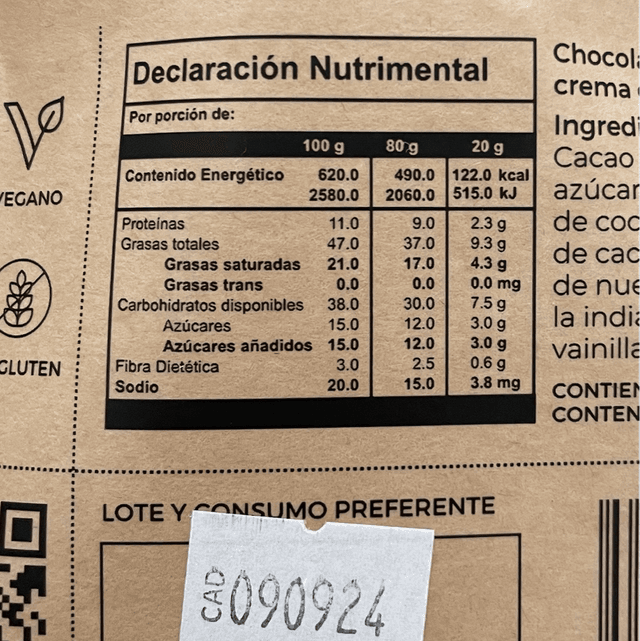 Declaración Nutrimental
Por porción de:
100 g 80 g 20 g
Contenido Energético 620.0 490.0 122.0 kcal
2580.0 2060.0 515.0 kJ
Proteínas 11.0 9.0 2.3 g
Grasas totales 47.0 37.0 9.3 g
Grasas saturadas 21.0 17.0 4.3 g
Grasas trans 0.0 0.0 0.0 mg
Carbohidratos disponibles 38.0 30.0 7.5 g
Azúcares 15.0 12.0 3.0 g
Azúcares añadidos 15.0 12.0 3.0 g
Fibra Dietética 3.0 2.5 0.6 g
Sodio 20.0 15.0 3.8 mg
VEGANO
GLUTEN
Chocola
crema
Ingredi
Cacao
azúcar
de coc
de cac
de nue
la india
vainilla
CONTIEN
CONTEN
LOTE Y CONSUMO PREFERENTE
CAD 090924